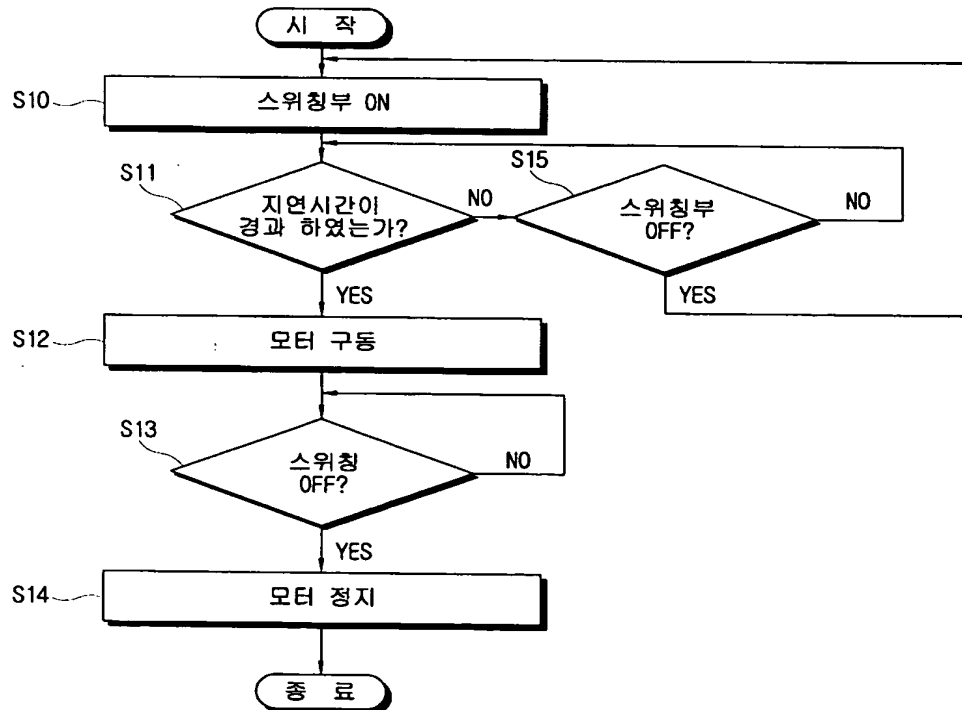 시 작
S10
스위칭부 ON
S11
지연시간이
경과 하였는가?
NO
S15
스위칭부
OFF?
NO
YES
YES
S12
모터 구동
S13
스위칭
OFF?
NO
YES
S14
모터 정지
종 료